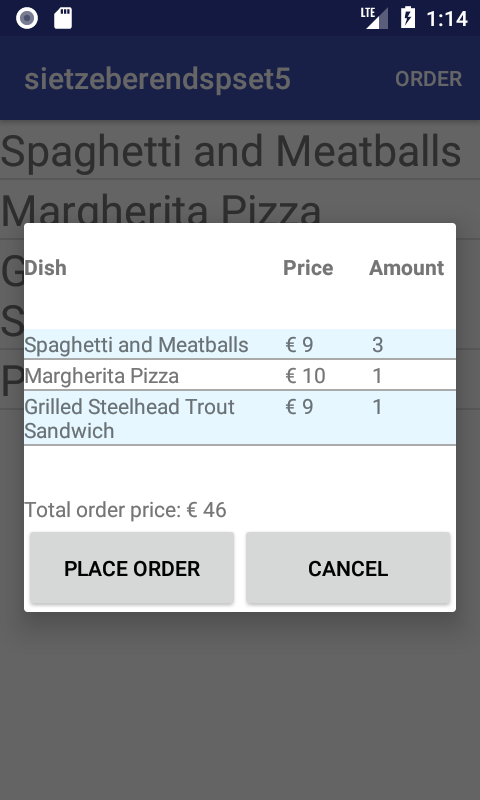 LTE 1:14
sietzeberendspset5 ORDER
Spaghetti and Meatballs
Margherita Pizza
G
S
P
Dish Price Amount
Spaghetti and Meatballs € 9 3
Margherita Pizza € 10 1
Grilled Steelhead Trout € 9 1
Sandwich
Total order price: € 46
PLACE ORDER CANCEL